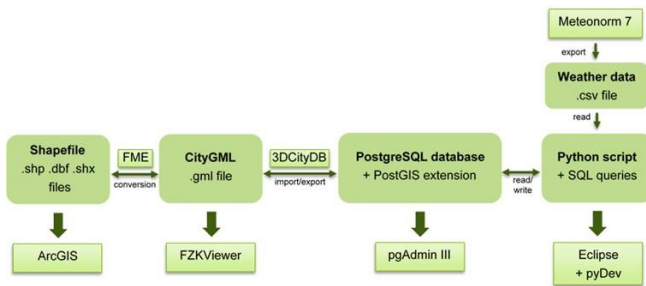 Meteonorm 7
export
Weather data
.csv file
read
Shapefile
.shp .dbf .shx
files
FME
conversion
CityGML
.gml file
3DCityDB
import/export
PostgreSQL database
+ PostGIS extension
read/
write
Python script
+ SQL queries
ArcGIS
FZKViewer
pgAdmin III
Eclipse
+ pyDev